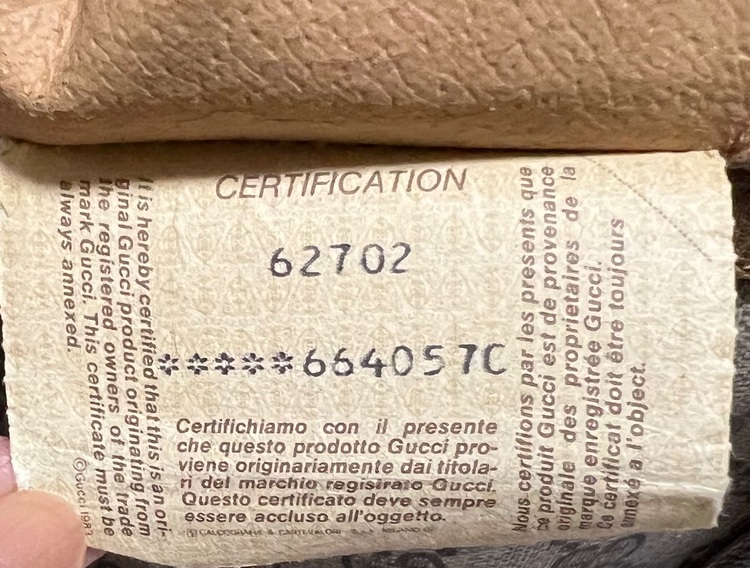 CERTIFICATION
62702
*****664057C
It is hereby certified that this is an ori-
ginal Gucci product originating from
the registered owners of the trade
mark Gucci. This certificate must be
always annexed.
©Gucci 1983
Certifichiamo con il presente
che questo prodotto Gucci pro-
viene originariamente dai titola-
ri del marchio registrato Gucci.
Questo certificato deve sempre
essere accluso all'oggetto.
Nous certifions par les presents que
ce produit Gucci est de provenance
originale des proprietaires de la
marque enregistrée Gucci.
Ce certificat doit être toujours
annexé a l'object.